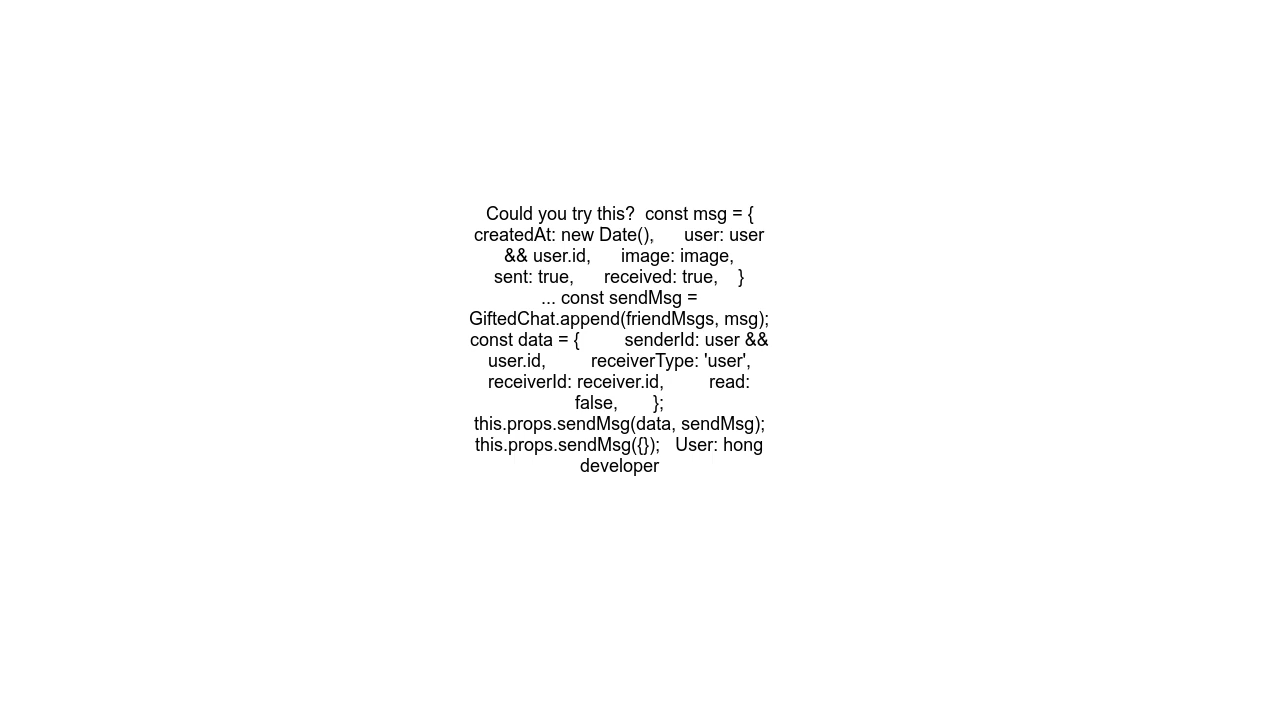 Could you try this?  const msg = {
createdAt: new Date(),      user: user
&& user.id,      image: image,
sent: true,      received: true,    }
... const sendMsg =
GiftedChat.append(friendMsgs, msg);
const data = {         senderId: user &&
user.id,         receiverType: 'user',
receiverId: receiver.id,         read:
false,       };
this.props.sendMsg(data, sendMsg);
this.props.sendMsg({});   User: hong
developer